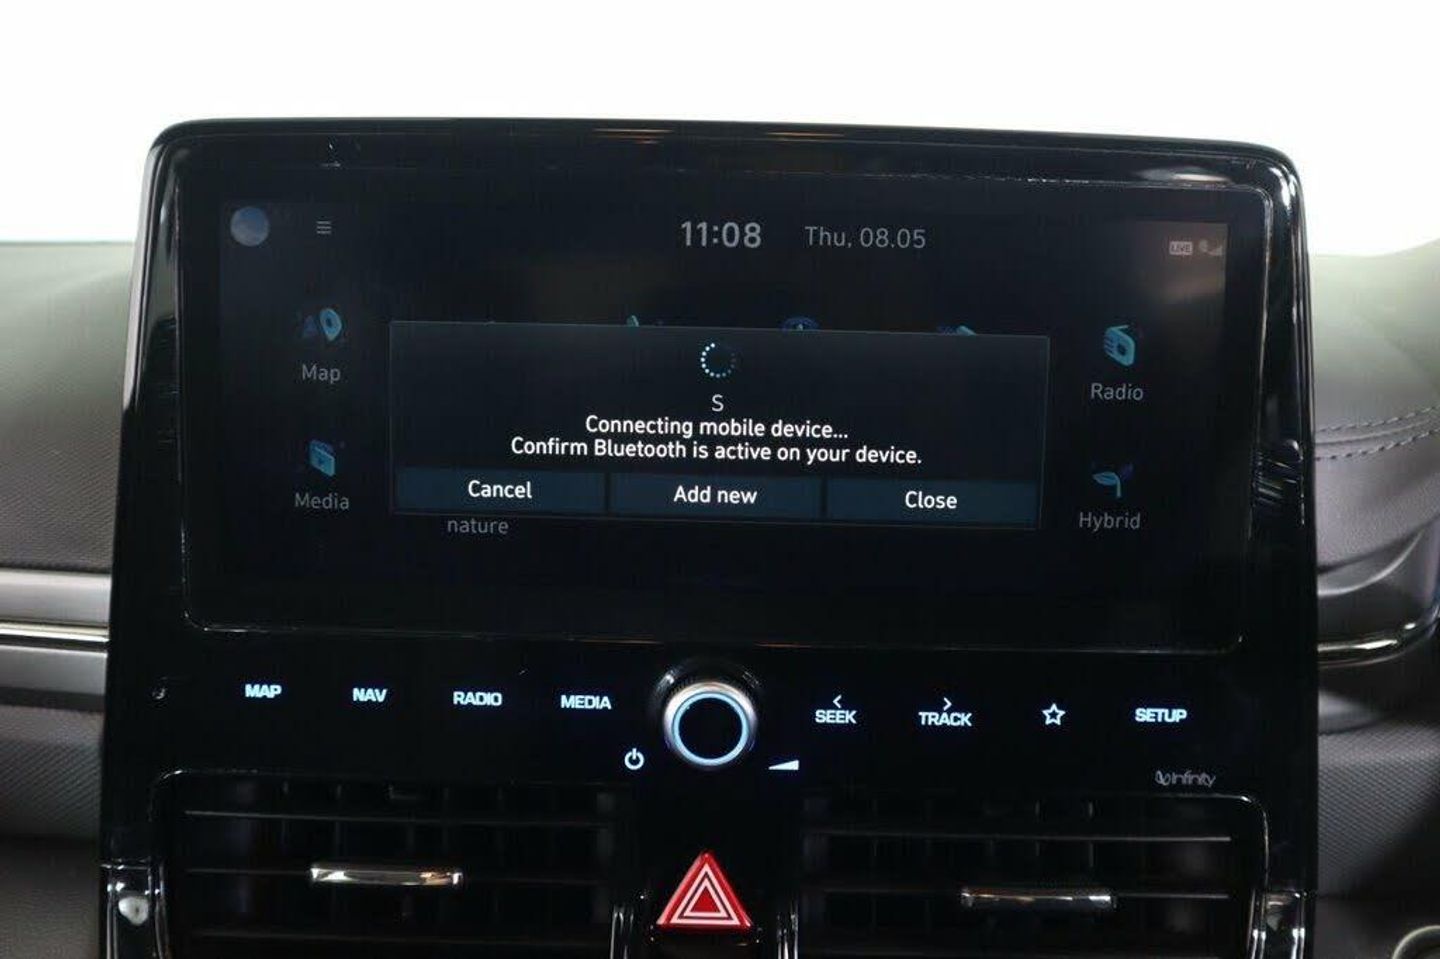 11:08 Thu, 08.05
LIVE
Map
Radio
S
Connecting mobile device...
Confirm Bluetooth is active on your device.
Cancel Add new Close
Media
nature
Hybrid
MAP NAV RADIO MEDIA SEEK TRACK SETUP
infinity